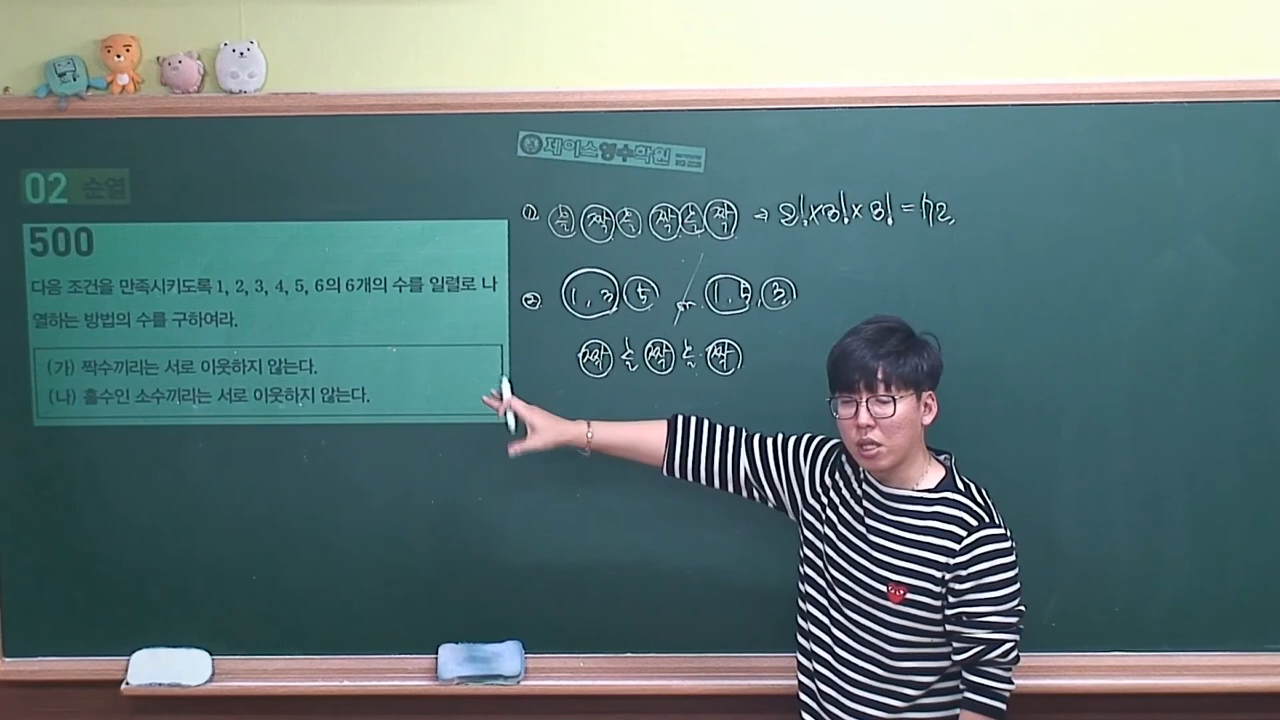 제이스영수학원
02 순열
500
다음 조건을 만족시키도록 1, 2, 3, 4, 5, 6의 6개의 수를 일렬로 나
열하는 방법의 수를 구하여라.
(가) 짝수끼리는 서로 이웃하지 않는다.
(나) 홀수인 소수끼리는 서로 이웃하지 않는다.
① 홀 짝 홀 짝 홀 짝 → 2! × 3! × 3! = 72.
② 1, 3 5 or 1, 5, 3
짝 홀 짝 홀 짝